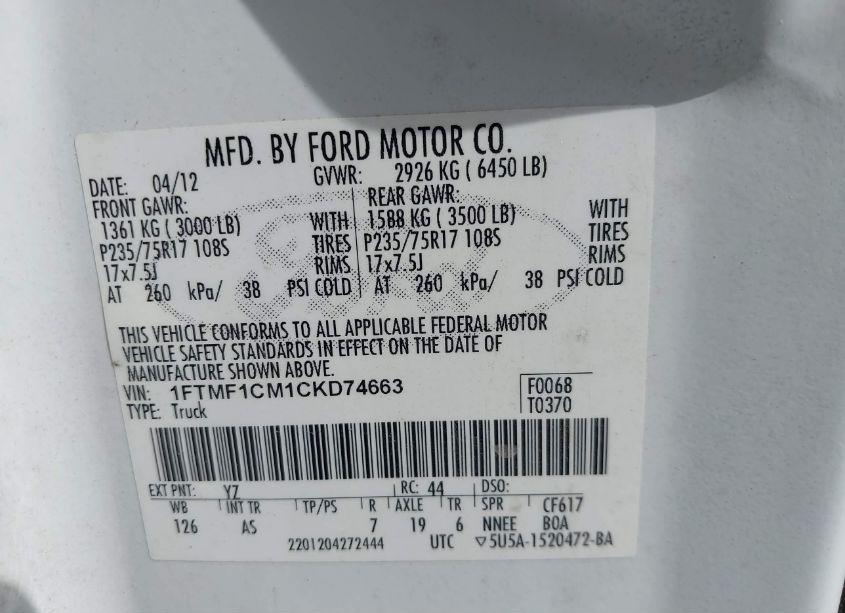 MFD. BY FORD MOTOR CO.
DATE: 04/12 GVWR: 2926 KG ( 6450 LB)
FRONT GAWR: REAR GAWR:
1361 KG ( 3000 LB) WITH 1588 KG ( 3500 LB) WITH
P235/75R17 108S TIRES P235/75R17 108S TIRES
17x7.5J RIMS 17x7.5J RIMS
AT 260 kPa/ 38 PSI COLD AT 260 kPa/ 38 PSI COLD
THIS VEHICLE CONFORMS TO ALL APPLICABLE FEDERAL MOTOR
VEHICLE SAFETY STANDARDS IN EFFECT ON THE DATE OF
MANUFACTURE SHOWN ABOVE.
VIN: 1FTMF1CM1CKD74663 F0068
TYPE: Truck T0370
EXT PNT: YZ RC: 44 DSO:
WB INT TR TP/PS R AXLE TR SPR CF617
126 AS 7 19 6 NNEE BOA
2201204272444 UTC ▽5U5A-1520472-BA